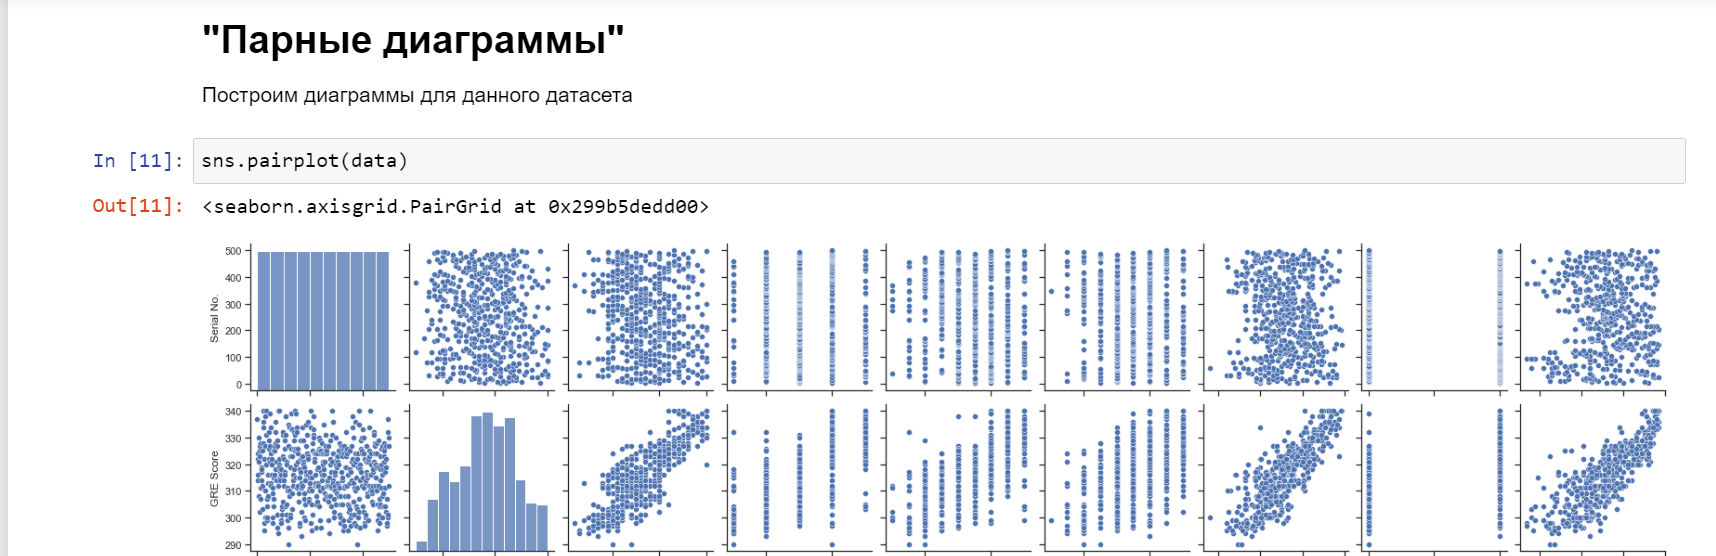 "Парные диаграммы"
Построим диаграммы для данного датасета
In [11]: sns.pairplot(data)
Out[11]: <seaborn.axisgrid.PairGrid at 0x299b5dedd00>
500
400
300
200
100
0
Serial No.
340
330
320
310
300
290
GRE Score